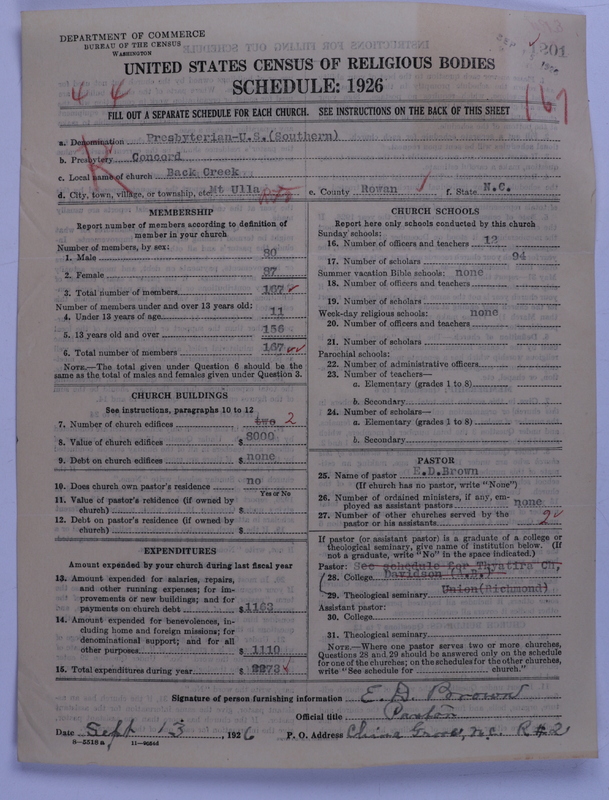 DEPARTMENT OF COMMERCE
BUREAU OF THE CENSUS
WASHINGTON
1201
UNITED STATES CENSUS OF RELIGIOUS BODIES
SCHEDULE: 1926
4 4
167
FILL OUT A SEPARATE SCHEDULE FOR EACH CHURCH. SEE INSTRUCTIONS ON THE BACK OF THIS SHEET
a. Denomination Presbyterian-U.S.(Southern)
b. Presbytery Concord
c. Local name of church Back Creek
d. City, town, village, or township, etc. Mt Ulla e. County Rowan f. State N.C.
MEMBERSHIP
Report number of members according to definition of
member in your church
Number of members, by sex:
1. Male 80
2. Female 87
3. Total number of members 167
Number of members under and over 13 years old:
4. Under 13 years of age 11
5. 13 years old and over 156
6. Total number of members 167
NOTE.—The total given under Question 6 should be
same as the total of males and females given under Question 3.
CHURCH BUILDINGS
See instructions, paragraphs 10 to 12
7. Number of church edifices two 2
8. Value of church edifices $ 8000
9. Debt on church edifices $ none
10. Does church own pastor's residence no
Yes or No
11. Value of pastor's residence (if owned by
church) $
12. Debt on pastor's residence (if owned by
church) $
EXPENDITURES
Amount expended by your church during last fiscal year
13. Amount expended for salaries, repairs,
and other running expenses; for im-
provements or new buildings; and for
payments on church debt $ 1163
14. Amount expended for benevolences, in-
cluding home and foreign missions; for
denominational support; and for all
other purposes $ 1110
15. Total expenditures during year $ 2273
CHURCH SCHOOLS
Report here only schools conducted by this church
Sunday schools:
16. Number of officers and teachers 12
17. Number of scholars 94
Summer vacation Bible schools: none
18. Number of officers and teachers
19. Number of scholars
Week-day religious schools: none
20. Number of officers and teachers
21. Number of scholars
Parochial schools:
22. Number of administrative officers
23. Number of teachers—
a. Elementary (grades 1 to 8)
b. Secondary
24. Number of scholars—
a. Elementary (grades 1 to 8)
b. Secondary
PASTOR
25. Name of pastor E.D.Brown
(If church has no pastor, write "None")
26. Number of ordained ministers, if any, em-
ployed as assistant pastors none
27. Number of other churches served by the
pastor or his assistants 2
If pastor (or assistant pastor) is a graduate of a college or
theological seminary, give name of institution below. (If
not a graduate, write "No" in the space indicated.)
Pastor: See schedule for Thyatira Ch,
28. College Davidson (A.B.)
29. Theological seminary Union(Richmond)
Assistant pastor:
30. College
31. Theological seminary
NOTE.—Where one pastor serves two or more churches,
Questions 28 and 29 should be answered only on the schedule
for one of the churches; on the schedules for the other churches,
write "See schedule for church."
Signature of person furnishing information E. D. Brown
Official title Pastor
Date Sept 13, 1926 P. O. Address China Grove, N.C. R#2
8—5518 a